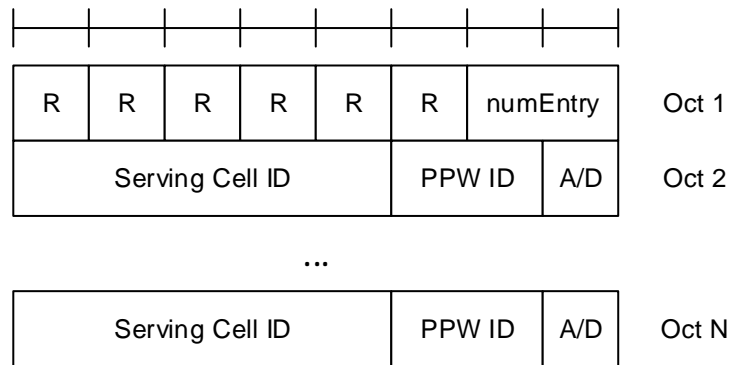 R R R R R R numEntry Oct 1
Serving Cell ID PPW ID A/D Oct 2
...
Serving Cell ID PPW ID A/D Oct N